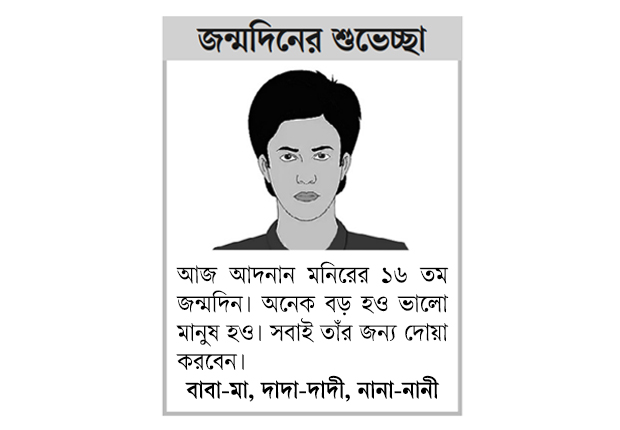 জন্মদিনের শুভেচ্ছা
আজ আদনান মনিরের ১৬ তম
জন্মদিন। অনেক বড় হও ভালো
মানুষ হও। সবাই তাঁর জন্য দোয়া
করবেন।
বাবা-মা, দাদা-দাদী, নানা-নানী